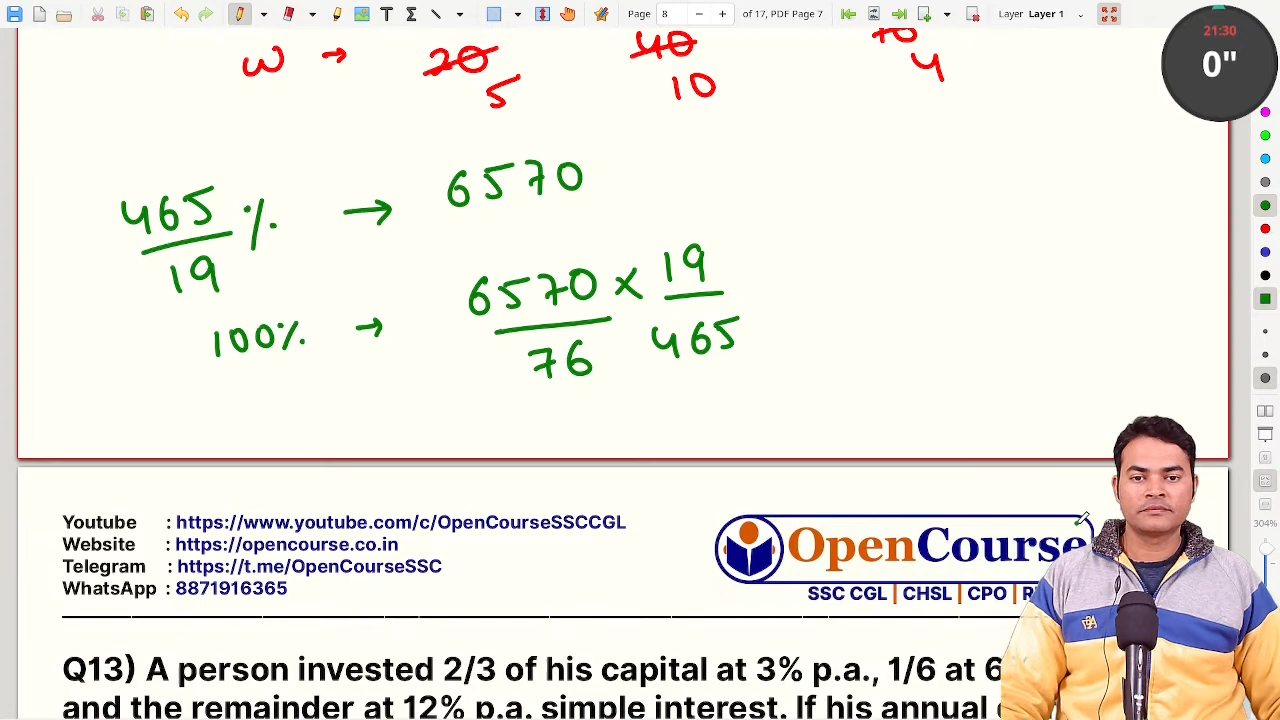 Page 8 of 17. PDF Page 7
Layer Layer 1
21:30
0"
ω → 20 40
5 10 4
465/19 % → 6570
100% → 6570/76 × 19/465
304%
Youtube : https://www.youtube.com/c/OpenCourseSSCCGL
Website : https://opencourse.co.in
Telegram : https://t.me/OpenCourseSSC
WhatsApp : 8871916365
OpenCourse
SSC CGL | CHSL | CPO |
Q13) A person invested 2/3 of his capital at 3% p.a., 1/6 at
and the remainder at 12% p.a. simple interest. If his annual